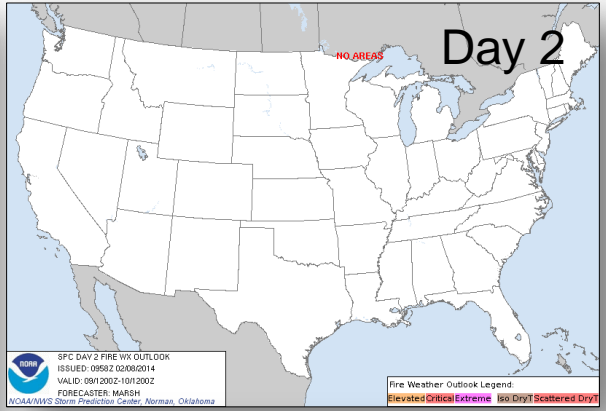 Day 2
NO AREAS
SPC DAY 2 FIRE WX OUTLOOK
ISSUED: 0958Z 02/08/2014
VALID: 09/1200Z-10/1200Z
FORECASTER: MARSH
NOAA/NWS Storm Prediction Center, Norman, Oklahoma
NOAA
Fire Weather Outlook Legend:
Elevated Critical Extreme Iso DryT Scattered DryT